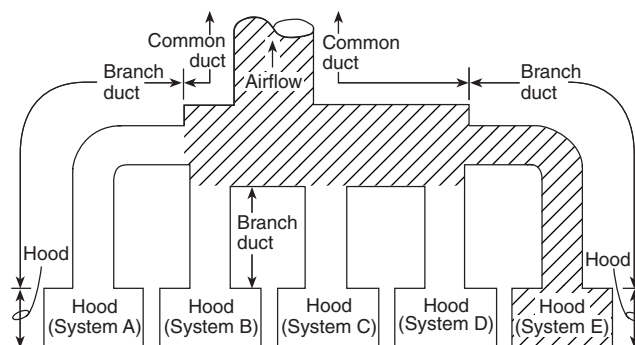 Common
duct
Common
duct
Branch
duct
Airflow
Branch
duct
Branch
duct
Hood
Hood
Hood
(System A)
Hood
(System B)
Hood
(System C)
Hood
(System D)
Hood
(System E)